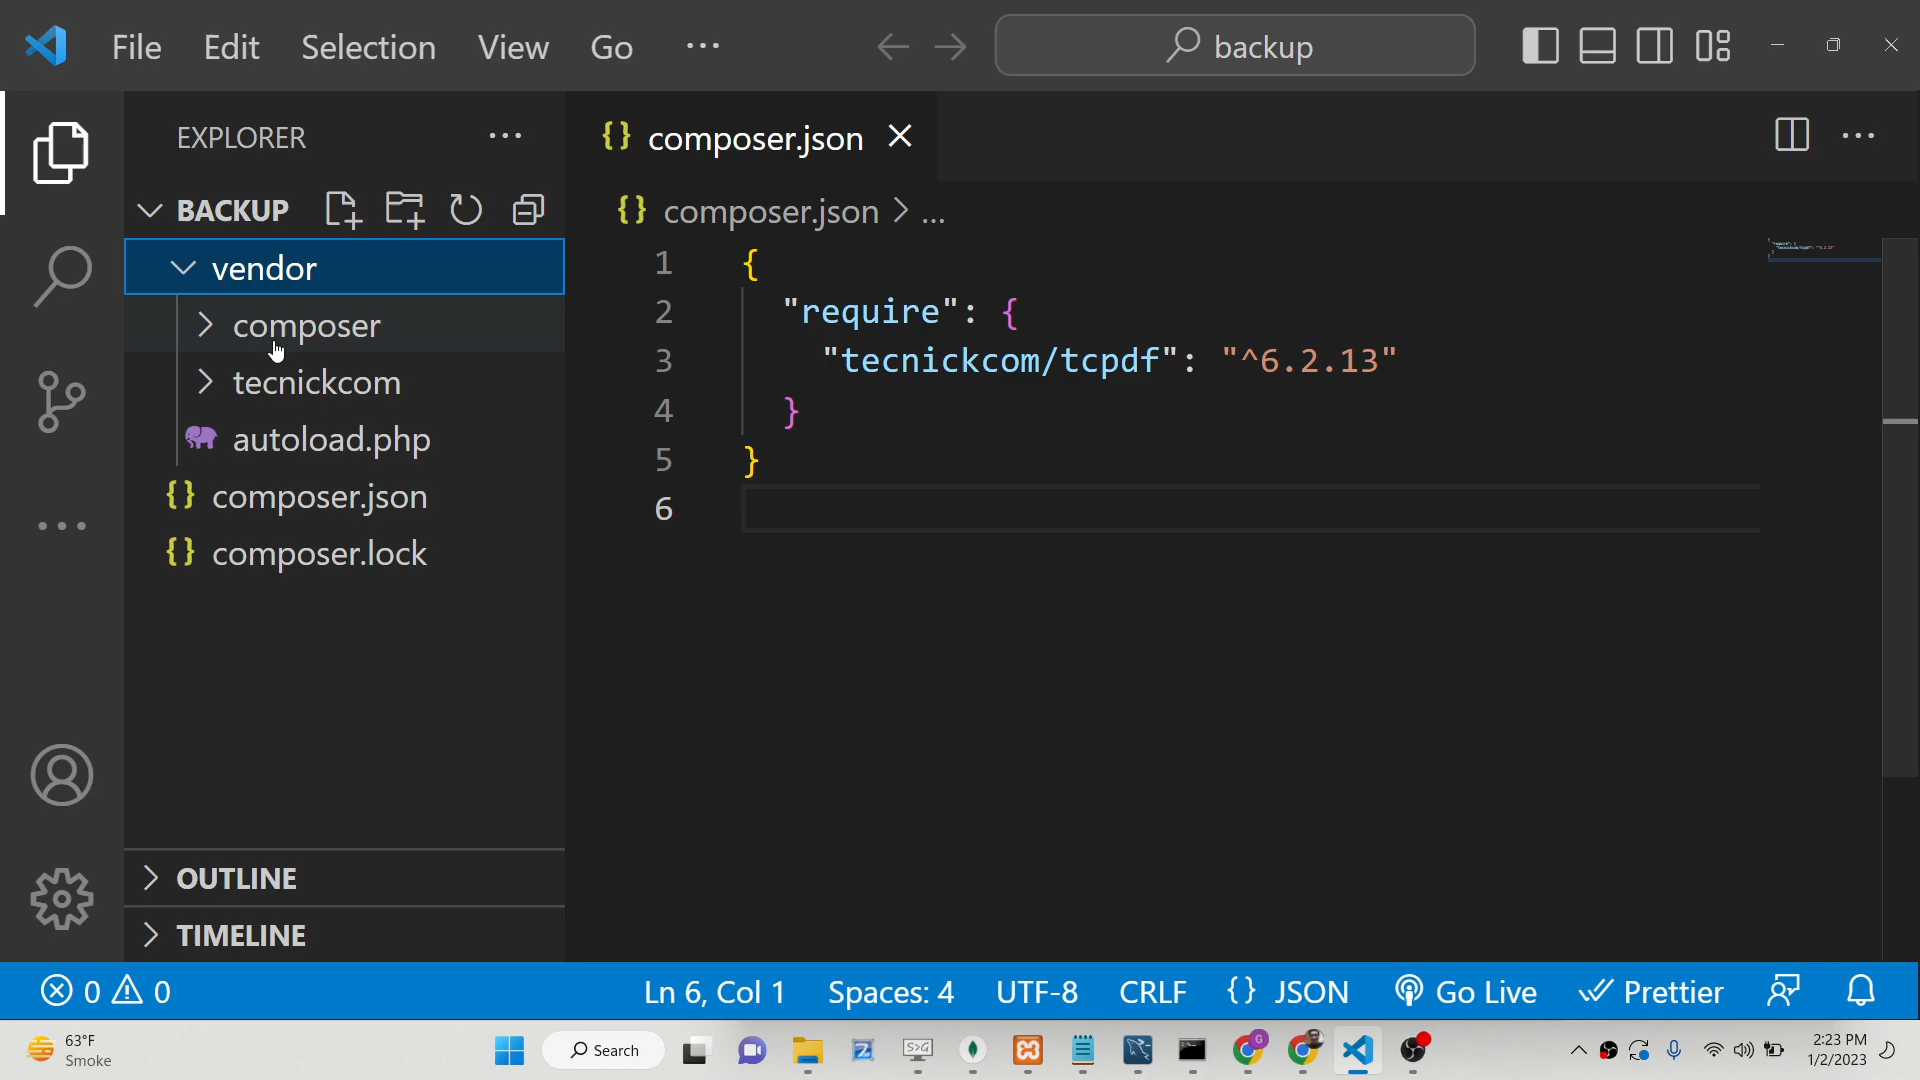 File Edit Selection View Go ... backup
EXPLORER ...
BACKUP
vendor
composer
tecnickcom
autoload.php
composer.json
composer.lock
OUTLINE
TIMELINE
composer.json
composer.json > ...
1 {
2 "require": {
3 "tecnickcom/tcpdf": "^6.2.13"
4 }
5 }
6
0 0 Ln 6, Col 1 Spaces: 4 UTF-8 CRLF {} JSON Go Live Prettier
63°F
Smoke
Search
2:23 PM
1/2/2023